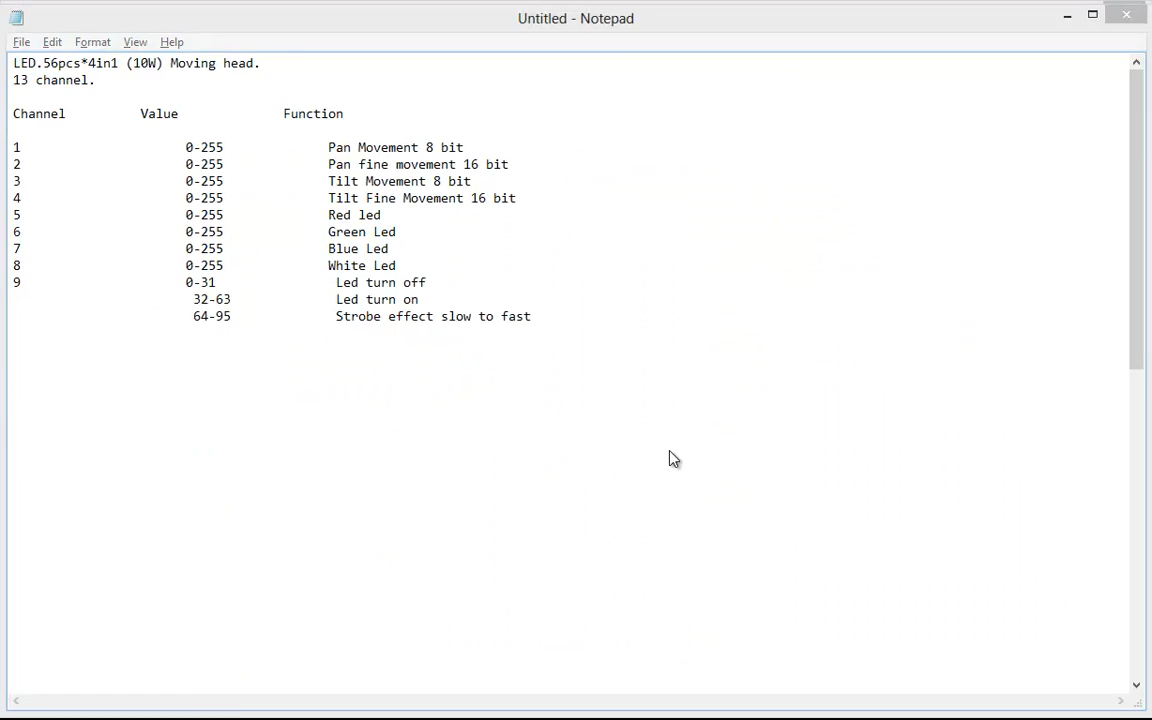 Untitled - Notepad
File Edit Format View Help
LED.56pcs*4in1 (10W) Moving head.
13 channel.
Channel Value Function
1 0-255 Pan Movement 8 bit
2 0-255 Pan fine movement 16 bit
3 0-255 Tilt Movement 8 bit
4 0-255 Tilt Fine Movement 16 bit
5 0-255 Red led
6 0-255 Green Led
7 0-255 Blue Led
8 0-255 White Led
9 0-31 Led turn off
32-63 Led turn on
64-95 Strobe effect slow to fast